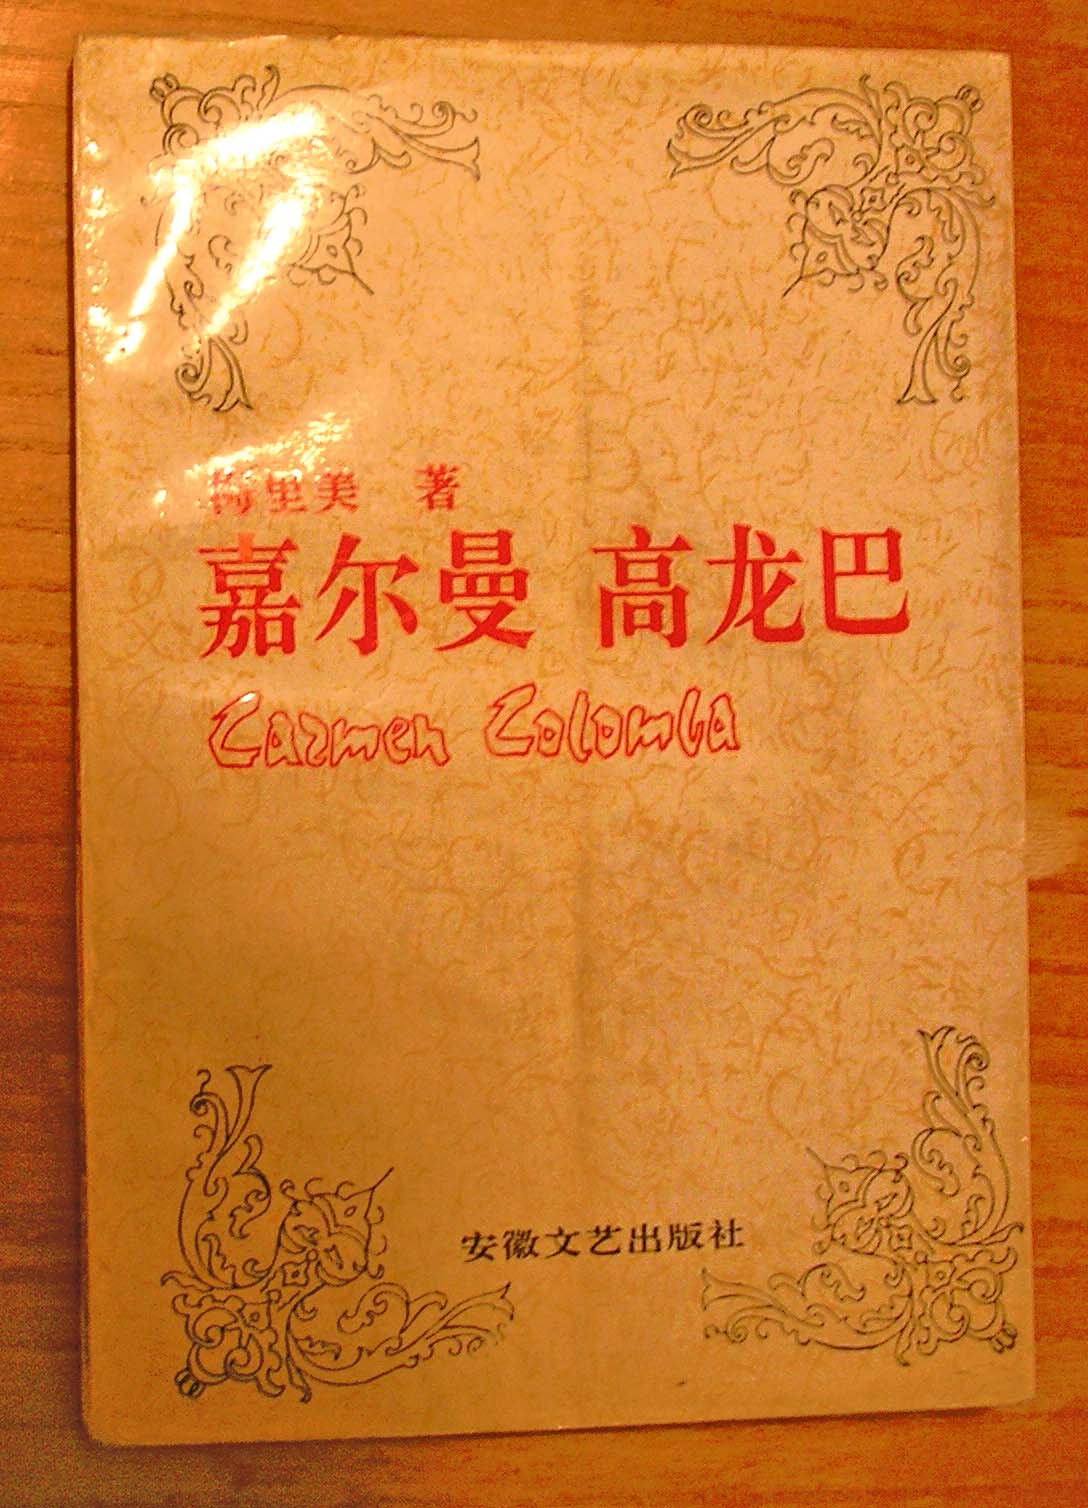 梅里美 著
嘉尔曼 高龙巴
Carmen Colomba
安徽文艺出版社